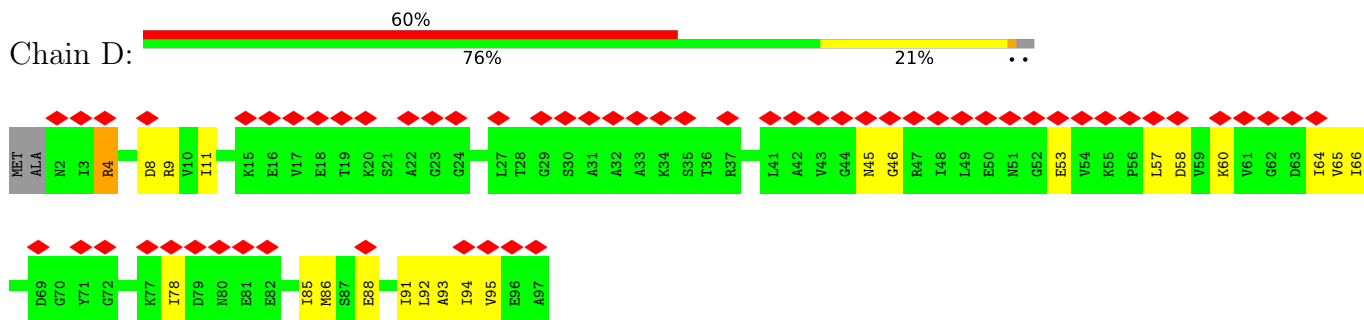 60%
Chain D:
76% 21% • •
MET ALA N2 I3 R4 D8 R9 V10 I11 K15 E16 V17 E18 T19 K20 S21 A22 G23 G24 L27 T28 G29 S30 A31 A32 A33 K34 S35 T36 R37 L41 A42 V43 G44 N45 G46 R47 I48 L49 E50 N51 G52 E53 V54 K55 P56 L57 D58 V59 K60 V61 G62 D63 I64 V65 I66
D69 G70 Y71 G72 K77 I78 D79 N80 E81 E82 I85 M86 S87 E88 I91 L92 A93 I94 V95 E96 A97